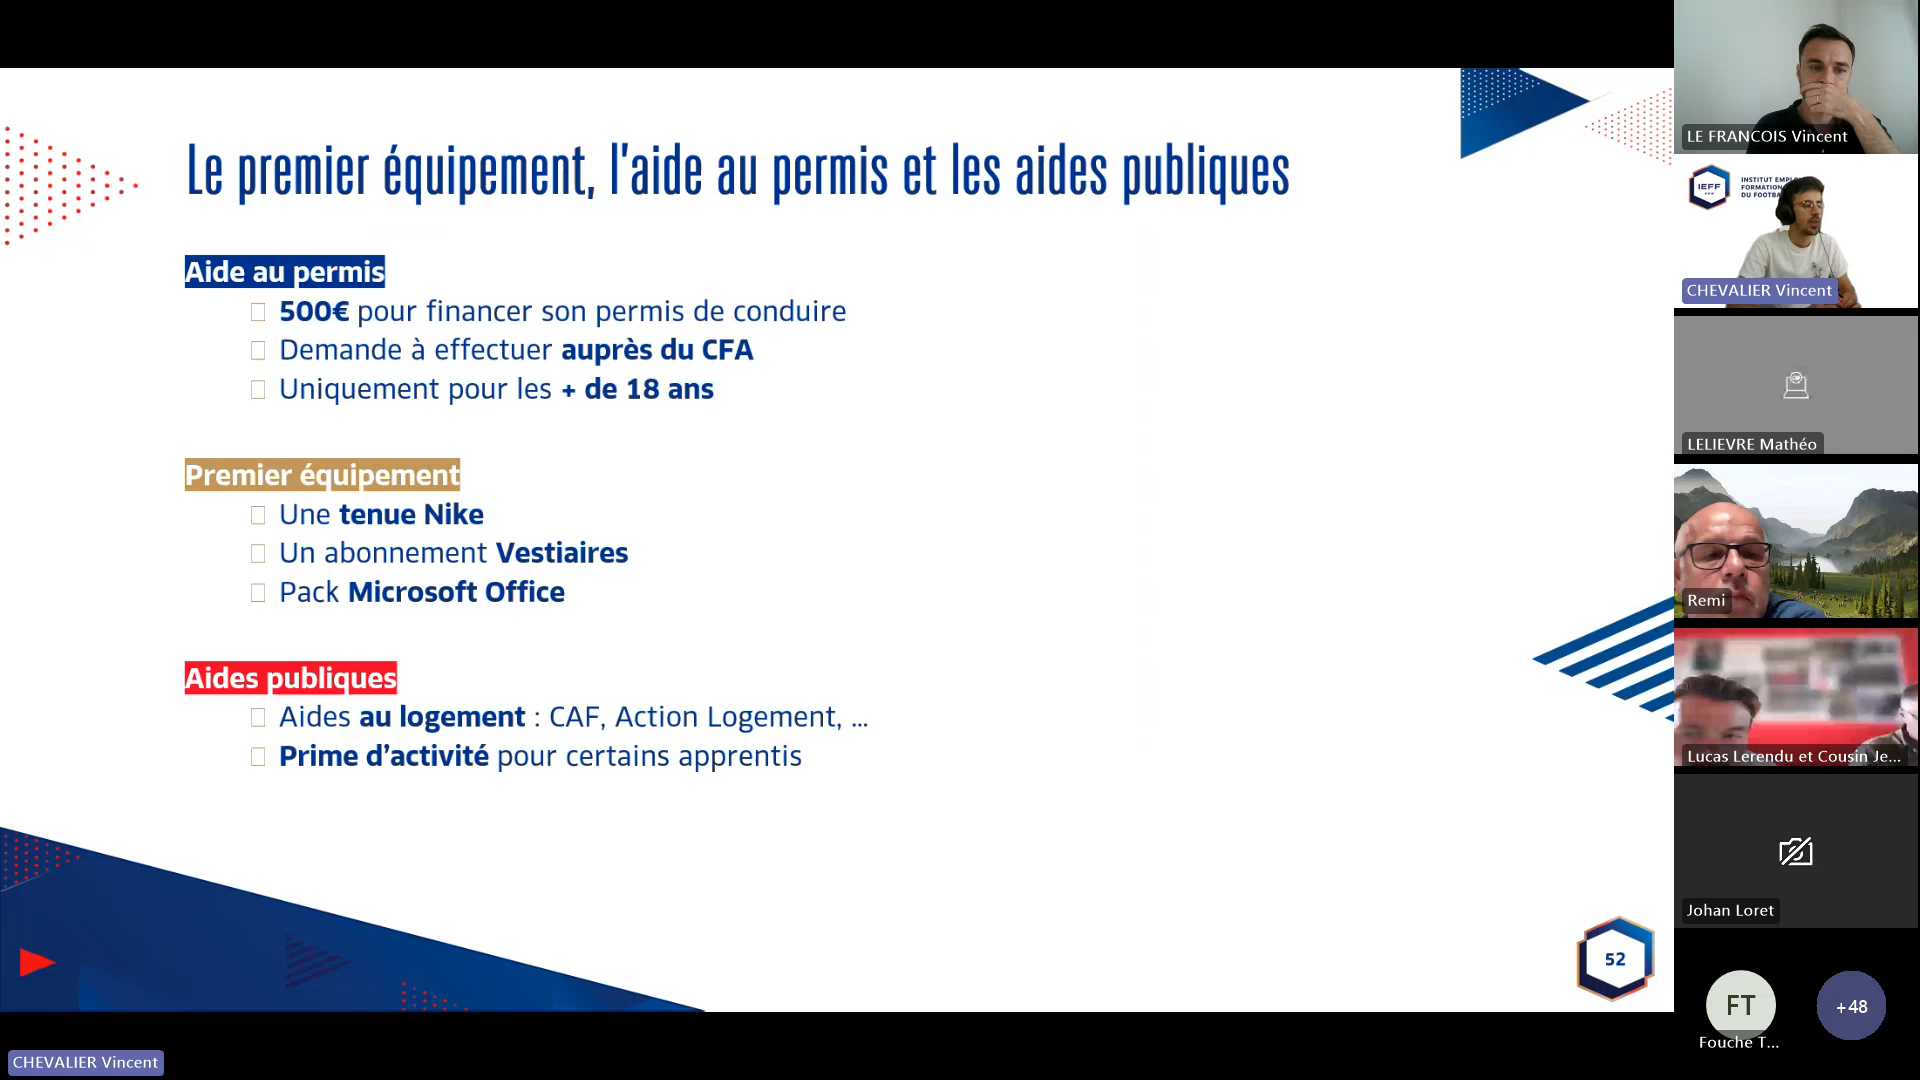 Le premier équipement, l'aide au permis et les aides publiques
Aide au permis
500€ pour financer son permis de conduire
Demande à effectuer auprès du CFA
Uniquement pour les + de 18 ans
Premier équipement
Une tenue Nike
Un abonnement Vestiaires
Pack Microsoft Office
Aides publiques
Aides au logement : CAF, Action Logement, ...
Prime d'activité pour certains apprentis
52
CHEVALIER Vincent
LE FRANCOIS Vincent
IEFF
INSTITUT
FORMATION
CHEVALIER Vincent
LELIEVRE Mathéo
Remi
Lucas Lerendu et Cousin Je...
Johan Loret
FT
Fouche T...
+48